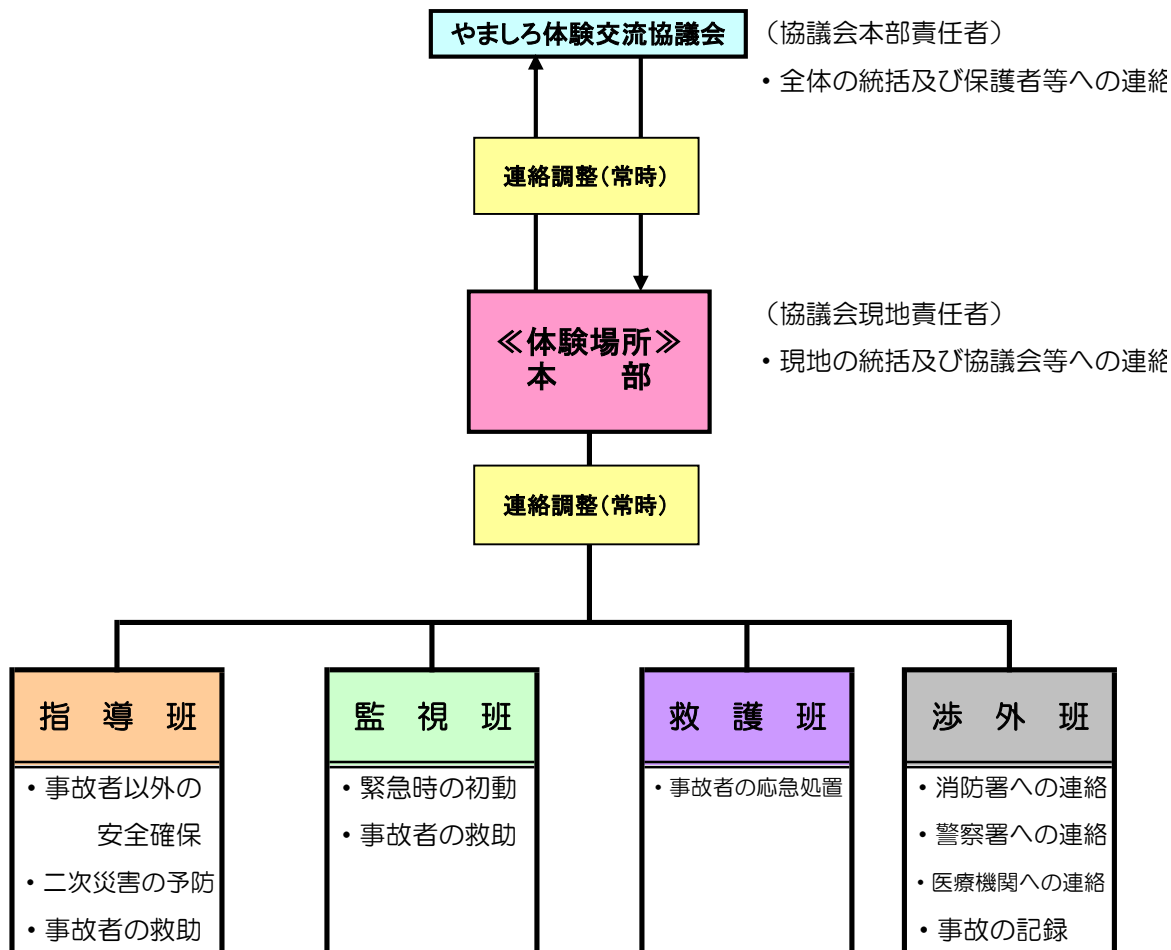 やましろ体験交流協議会
（協議会本部責任者）
・全体の統括及び保護者等への連絡
連絡調整（常時）
≪体験場所≫
本　　部
（協議会現地責任者）
・現地の統括及び協議会等への連絡
連絡調整（常時）
指　導　班
・事故者以外の
安全確保
・二次災害の予防
・事故者の救助
監　視　班
・緊急時の初動
・事故者の救助
救　護　班
・事故者の応急処置
渉　外　班
・消防署への連絡
・警察署への連絡
・医療機関への連絡
・事故の記録